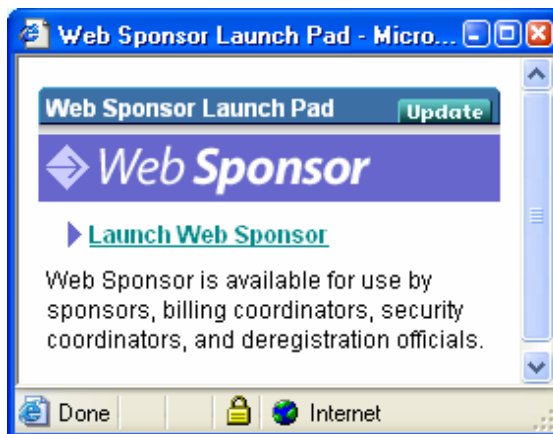 Web Sponsor Launch Pad - Micro...
Web Sponsor Launch Pad Update
Web Sponsor
Launch Web Sponsor
Web Sponsor is available for use by
sponsors, billing coordinators, security
coordinators, and deregistration officials.
Done Internet